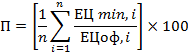 П = [1/n ∑_{i=1}^{n} ЕЦ min,i / ЕЦоф,i] × 100